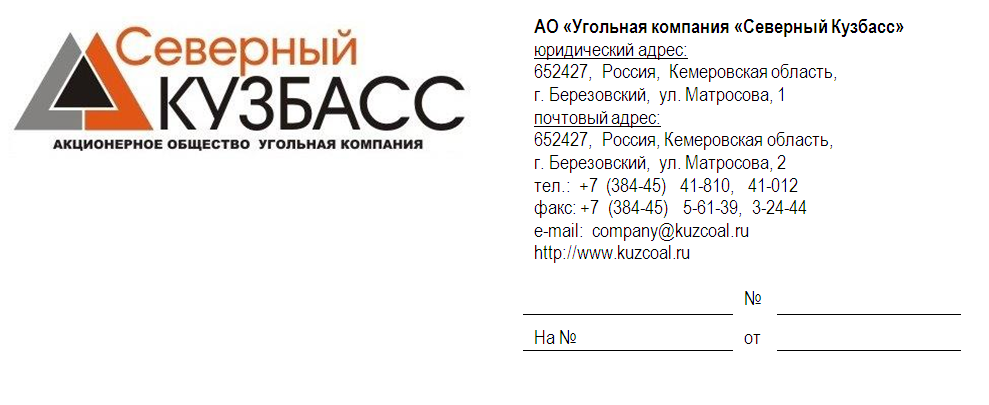 Северный
КУЗБАСС
АКЦИОНЕРНОЕ ОБЩЕСТВО УГОЛЬНАЯ КОМПАНИЯ
АО «Угольная компания «Северный Кузбасс»
юридический адрес:
652427, Россия, Кемеровская область,
г. Березовский, ул. Матросова, 1
почтовый адрес:
652427, Россия, Кемеровская область,
г. Березовский, ул. Матросова, 2
тел.: +7 (384-45) 41-810, 41-012
факс: +7 (384-45) 5-61-39, 3-24-44
e-mail: company@kuzcoal.ru
http://www.kuzcoal.ru
№
На № от